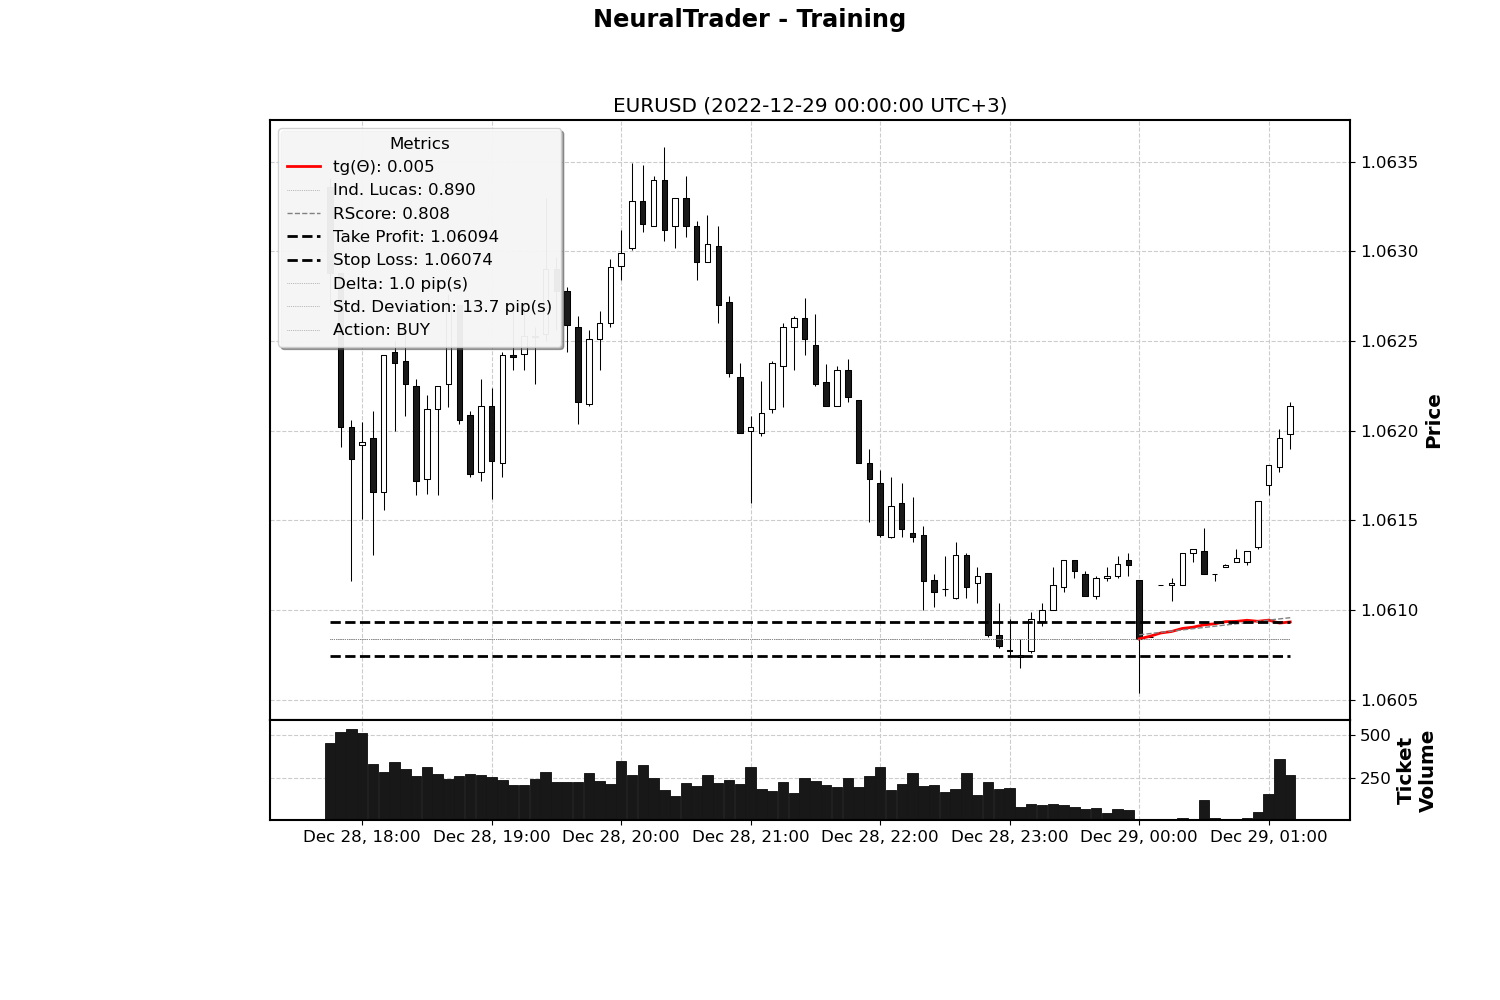 NeuralTrader - Training
EURUSD (2022-12-29 00:00:00 UTC+3)
Metrics
tg(Θ): 0.005
Ind. Lucas: 0.890
RScore: 0.808
Take Profit: 1.06094
Stop Loss: 1.06074
Delta: 1.0 pip(s)
Std. Deviation: 13.7 pip(s)
Action: BUY
1.0635
1.0630
1.0625
1.0620
1.0615
1.0610
1.0605
Price
500
250
Ticket
Volume
Dec 28, 18:00
Dec 28, 19:00
Dec 28, 20:00
Dec 28, 21:00
Dec 28, 22:00
Dec 28, 23:00
Dec 29, 00:00
Dec 29, 01:00